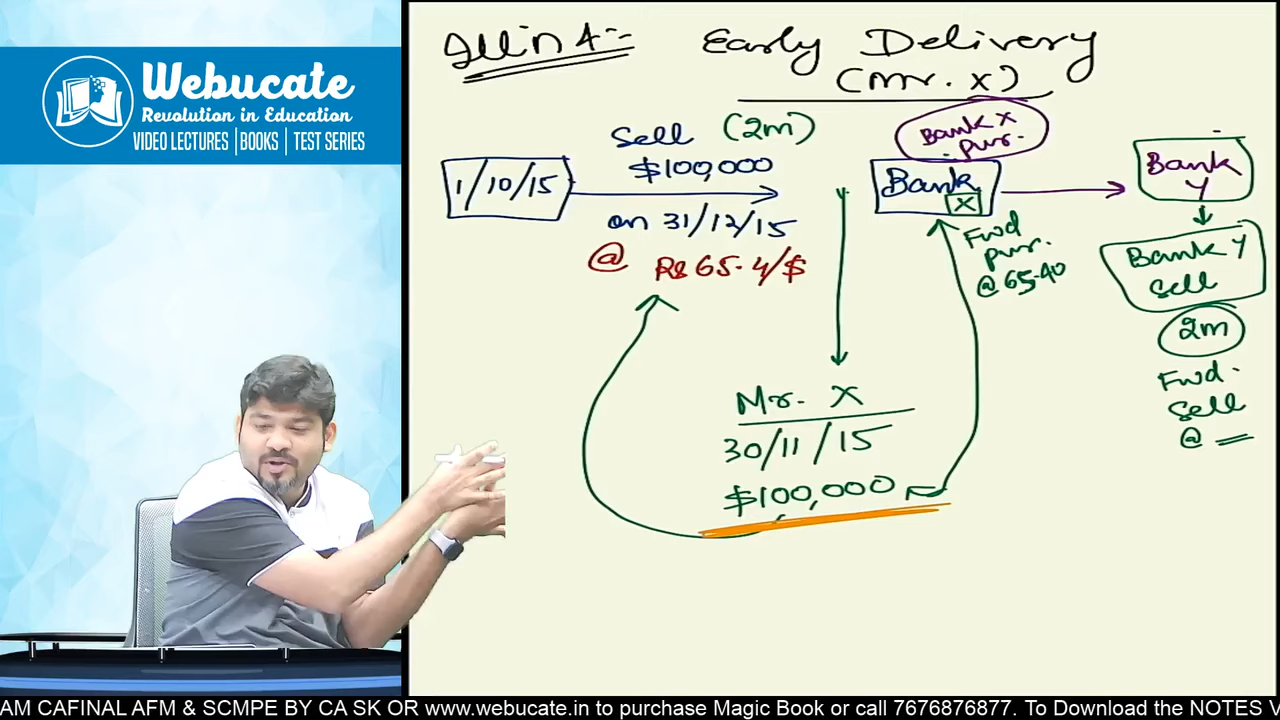 Webucate
Revolution in Education
VIDEO LECTURES | BOOKS | TEST SERIES
Illn 4:- Early Delivery
(Mr. X)
1/10/15
Sell (2m)
$100,000
on 31/12/15
@ Rs 65.4/$
Bank X
pur.
Bank
X
Fwd
pur.
@ 65.40
Bank
Y
Bank Y
Sell
2m
Fwd.
Sell
@
Mr. X
30/11/15
$100,000
AM CAFINAL AFM & SCMPE BY CA SK OR www.webucate.in to purchase Magic Book or call 7676876877. To Download the NOTES V